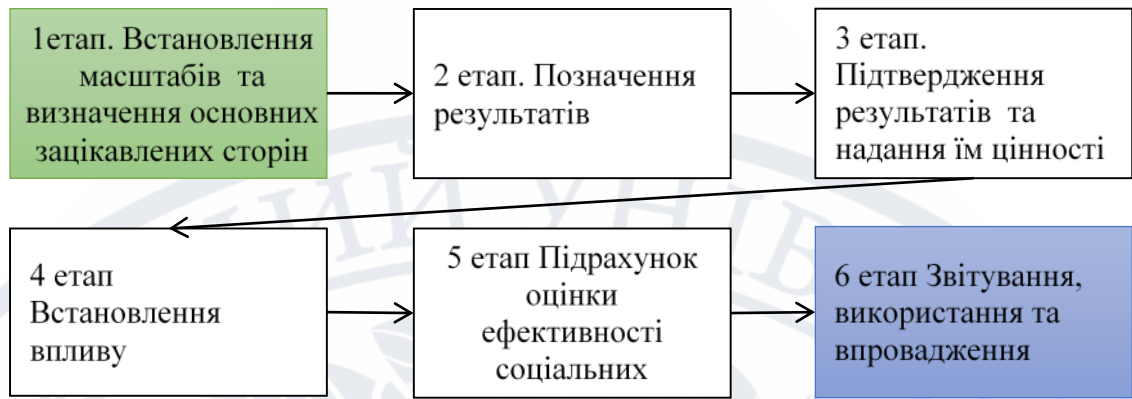 1етап. Встановлення
масштабів та
визначення основних
зацікавлених сторін
2 етап. Позначення
результатів
3 етап.
Підтвердження
результатів та
надання їм цінності
4 етап
Встановлення
впливу
5 етап Підрахунок
оцінки
ефективності
соціальних
6 етап Звітування,
використання та
впровадження